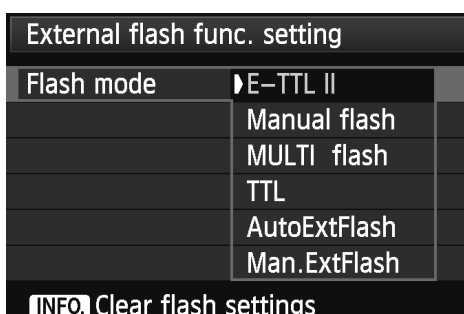 External flash func. setting
Flash mode E-TTL II
Manual flash
MULTI flash
TTL
AutoExtFlash
Man.ExtFlash
INFO. Clear flash settings